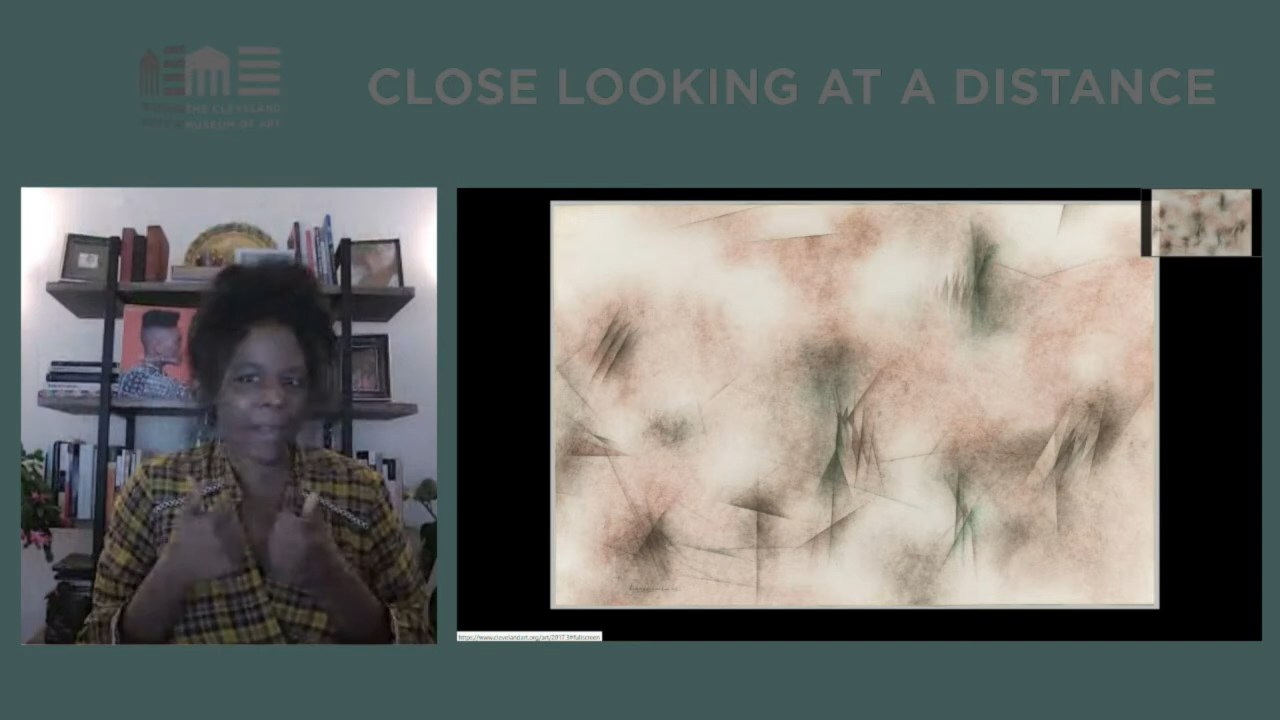 THE CLEVELAND
MUSEUM OF ART
CLOSE LOOKING AT A DISTANCE